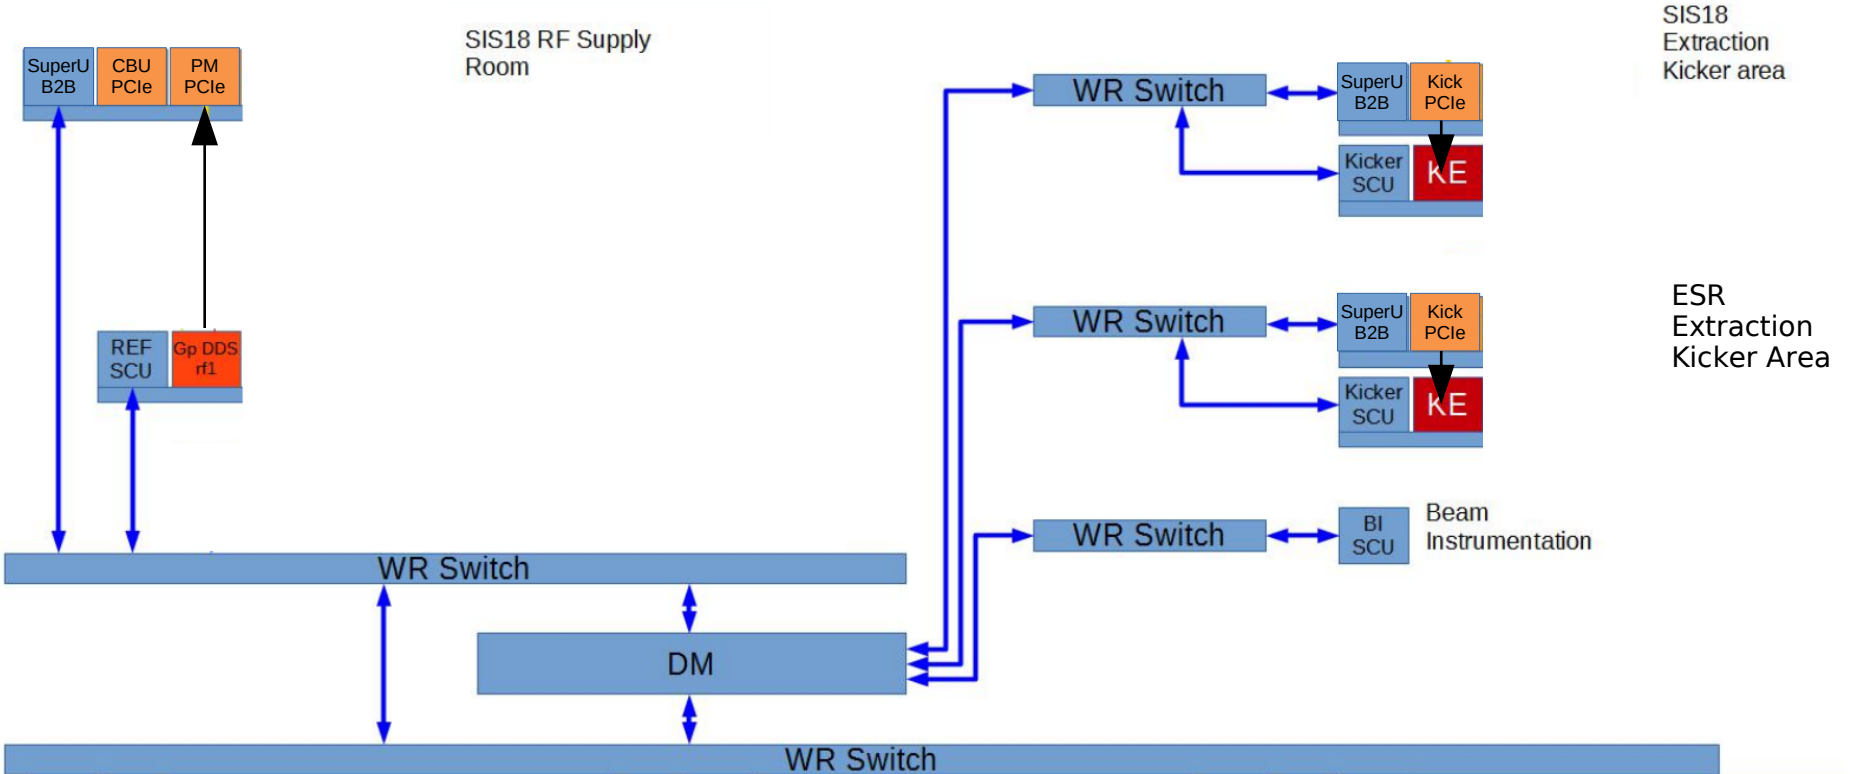 SIS18 RF Supply
Room
SIS18
Extraction
Kicker area
SuperU
B2B
CBU
PCIe
PM
PCIe
WR Switch
SuperU
B2B
Kick
PCIe
Kicker
SCU
KE
ESR
Extraction
Kicker Area
REF
SCU
Gp DDS
rf1
WR Switch
SuperU
B2B
Kick
PCIe
Kicker
SCU
KE
WR Switch
BI
SCU
Beam
Instrumentation
WR Switch
DM
WR Switch